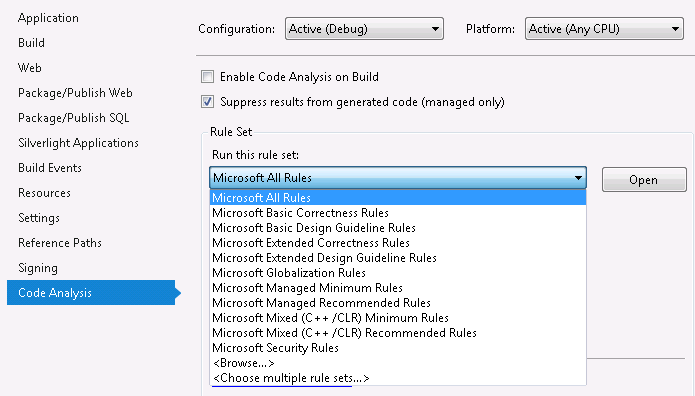 Application
Build
Web
Package/Publish Web
Package/Publish SQL
Silverlight Applications
Build Events
Resources
Settings
Reference Paths
Signing
Code Analysis
Configuration: Active (Debug) Platform: Active (Any CPU)
Enable Code Analysis on Build
Suppress results from generated code (managed only)
Rule Set
Run this rule set:
Microsoft All Rules Open
Microsoft All Rules
Microsoft Basic Correctness Rules
Microsoft Basic Design Guideline Rules
Microsoft Extended Correctness Rules
Microsoft Extended Design Guideline Rules
Microsoft Globalization Rules
Microsoft Managed Minimum Rules
Microsoft Managed Recommended Rules
Microsoft Mixed (C++ /CLR) Minimum Rules
Microsoft Mixed (C++ /CLR) Recommended Rules
Microsoft Security Rules
<Browse...>
<Choose multiple rule sets...>